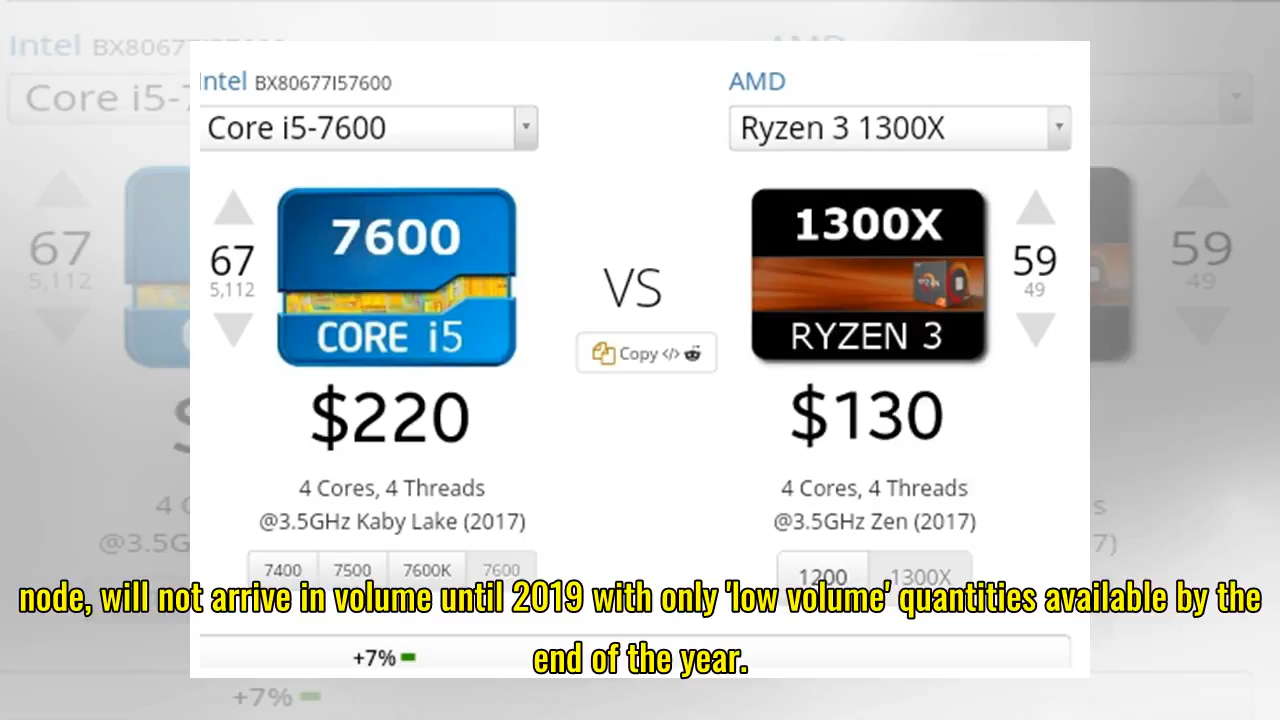 Intel BX80677I57600
AMD
Core i5-7600
Ryzen 3 1300X
7600
CORE i5
67
5,112
VS
Copy </>
1300X
RYZEN 3
59
49
$220
$130
4 Cores, 4 Threads
@3.5GHz Kaby Lake (2017)
4 Cores, 4 Threads
@3.5GHz Zen (2017)
7400 7500 7600K 7600
1200 1300X
node, will not arrive in volume until 2019 with only 'low volume' quantities available by the
end of the year.
+7%